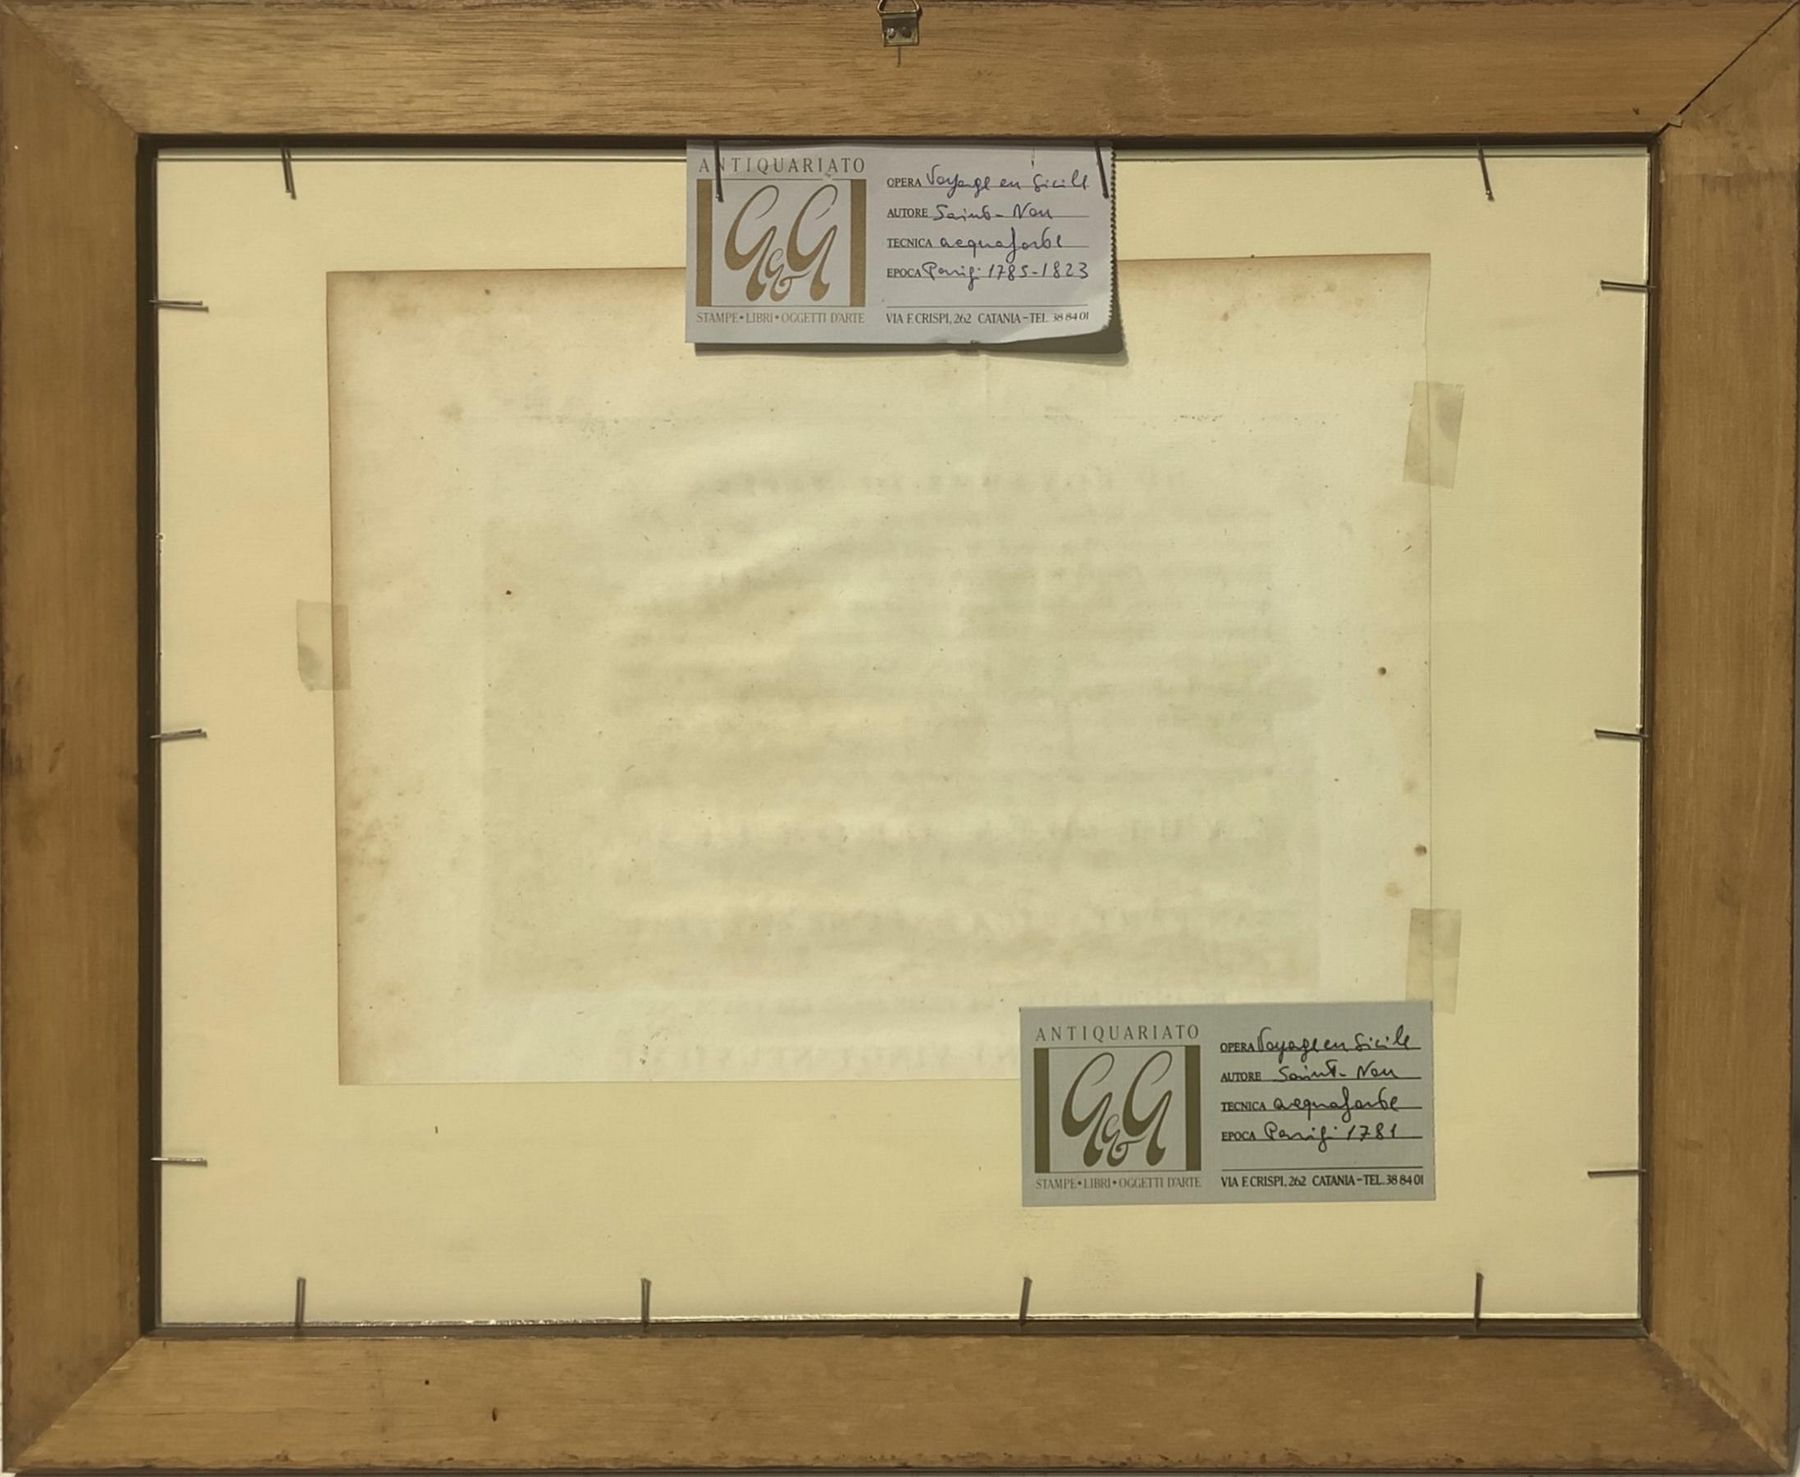 ANTIQUARIATO
G&G
STAMPE • LIBRI • OGGETTI D'ARTE
OPERA Voyage en Sicile
AUTORE Saint-Non
TECNICA acquaforte
EPOCA Parigi 1785-1823
VIA F. CRISPI, 262 CATANIA - TEL. 38 84 01
ANTIQUARIATO
G&G
STAMPE • LIBRI • OGGETTI D'ARTE
OPERA Voyage en Sicile
AUTORE Saint-Non
TECNICA acquaforte
EPOCA Parigi 1781
VIA F. CRISPI, 262 CATANIA - TEL. 38 84 01